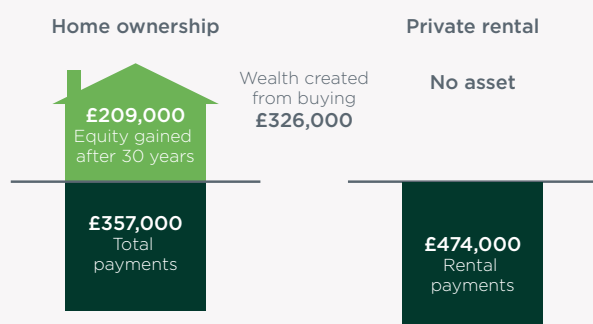 Home ownership
£209,000
Equity gained
after 30 years
£357,000
Total
payments
Wealth created
from buying
£326,000
Private rental
No asset
£474,000
Rental
payments